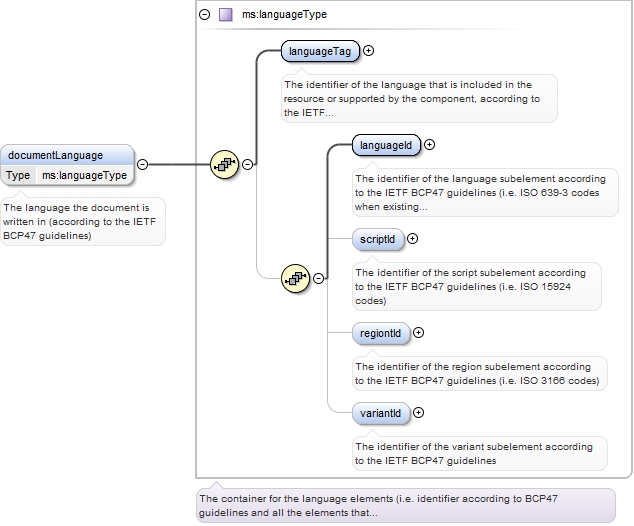 ms:languageType
languageTag
The identifier of the language that is included in the
resource or supported by the component, according to
the IETF...
documentLanguage
Type ms:languageType
The language the document is
written in (according to the IETF
BCP47 guidelines)
languageId
The identifier of the language subelement according
to the IETF BCP47 guidelines (i.e. ISO 639-3 codes
when existing...
scriptId
The identifier of the script subelement according
to the IETF BCP47 guidelines (i.e. ISO 15924
codes)
regiontId
The identifier of the region subelement according
to the IETF BCP47 guidelines (i.e. ISO 3166 codes)
variantId
The identifier of the variant subelement according
to the IETF BCP47 guidelines
The container for the language elements (i.e. identifier according to BCP47
guidelines and all the elements that...